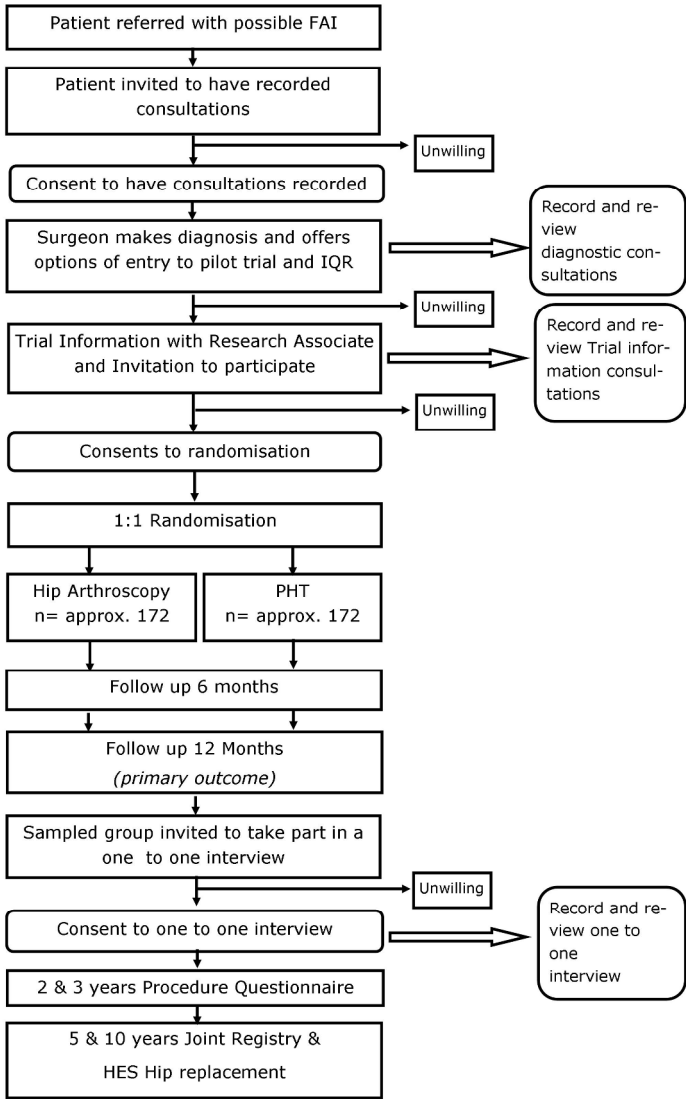 Patient referred with possible FAI
Patient invited to have recorded
consultations
Unwilling
Consent to have consultations recorded
Surgeon makes diagnosis and offers
options of entry to pilot trial and IQR
Record and re-
view
diagnostic con-
sultations
Unwilling
Trial Information with Research Associate
and Invitation to participate
Record and re-
view Trial infor-
mation consul-
tations
Unwilling
Consents to randomisation
1:1 Randomisation
Hip Arthroscopy
n= approx. 172
PHT
n= approx. 172
Follow up 6 months
Follow up 12 Months
(primary outcome)
Sampled group invited to take part in a
one to one interview
Unwilling
Consent to one to one interview
Record and re-
view one to
one
interview
2 & 3 years Procedure Questionnaire
5 & 10 years Joint Registry &
HES Hip replacement